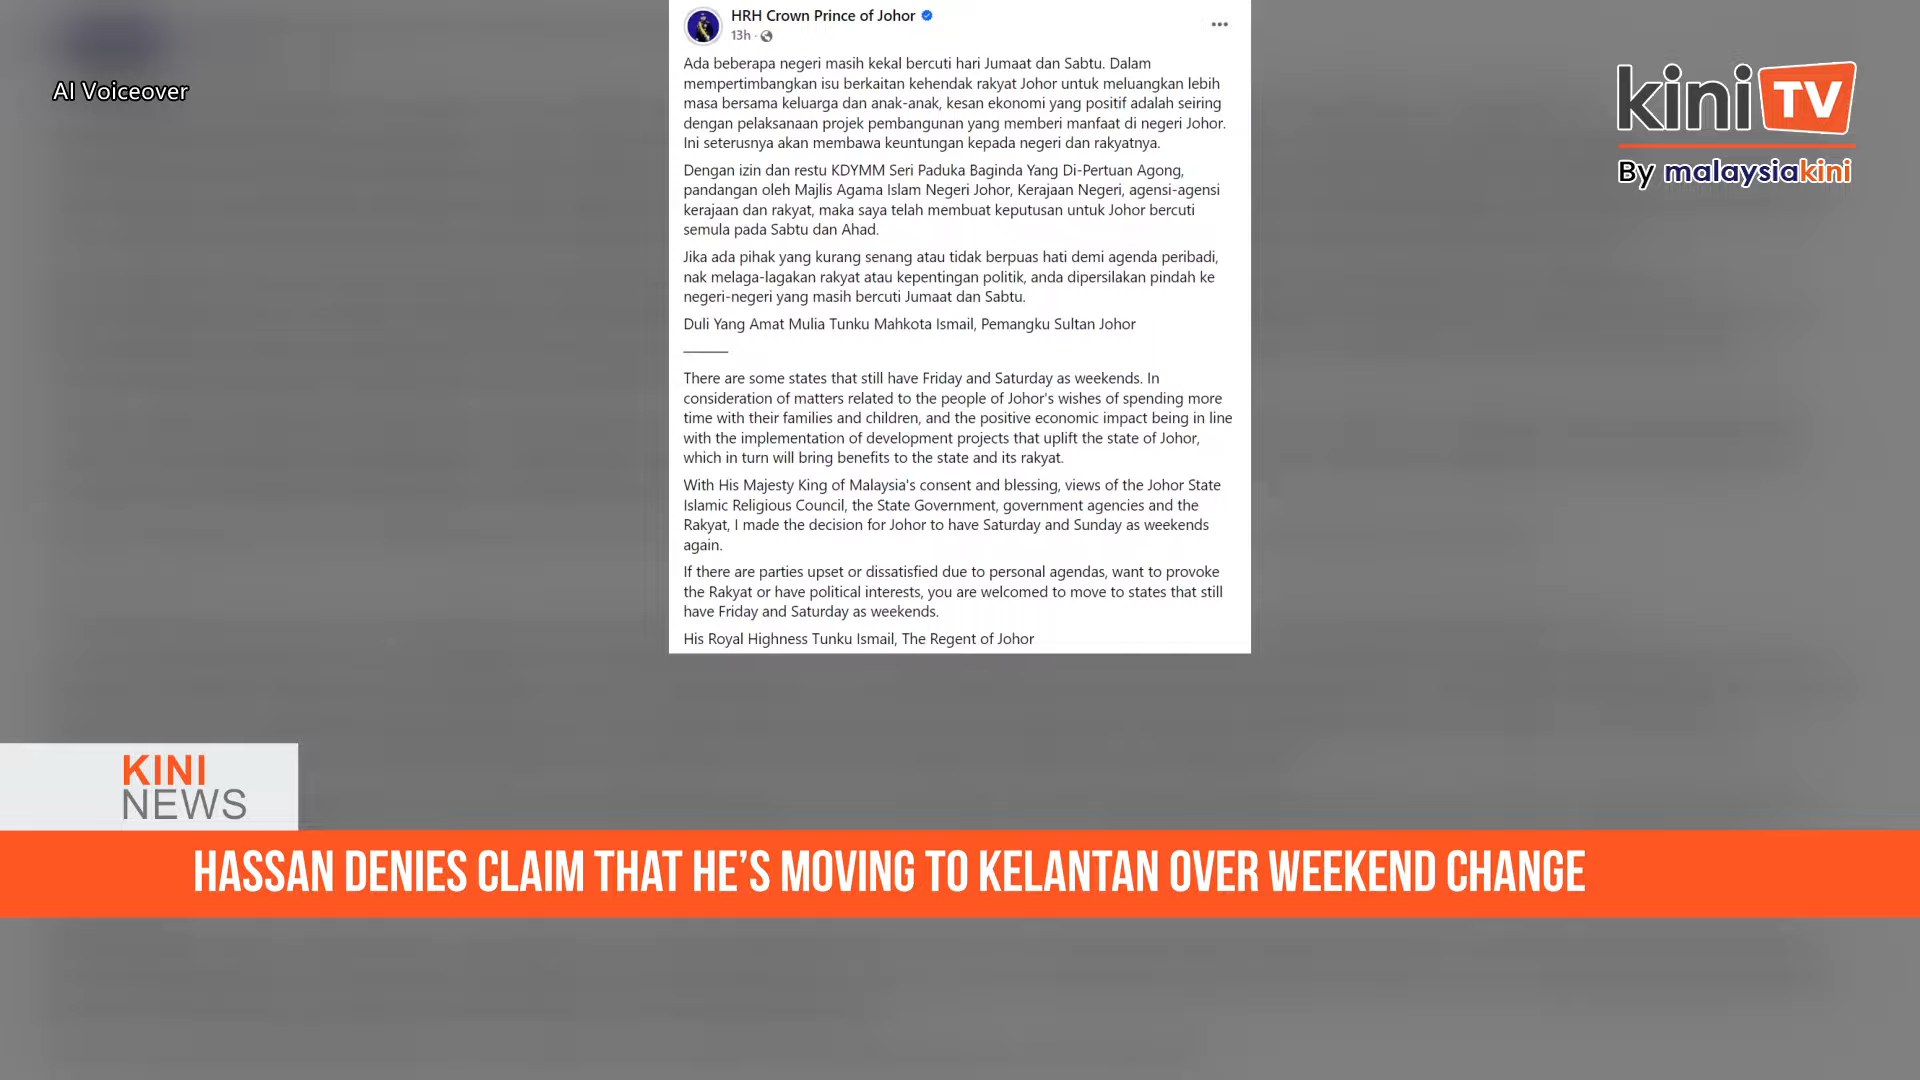 HRH Crown Prince of Johor
13h ·
AI Voiceover
kini TV
By malaysiakini
Ada beberapa negeri masih kekal bercuti hari Jumaat dan Sabtu. Dalam
mempertimbangkan isu berkaitan kehendak rakyat Johor untuk meluangkan lebih
masa bersama keluarga dan anak-anak, kesan ekonomi yang positif adalah seiring
dengan pelaksanaan projek pembangunan yang memberi manfaat di negeri Johor.
Ini seterusnya akan membawa keuntungan kepada negeri dan rakyatnya.
Dengan izin dan restu KDYMM Seri Paduka Baginda Yang Di-Pertuan Agong,
pandangan oleh Majlis Agama Islam Negeri Johor, Kerajaan Negeri, agensi-agensi
kerajaan dan rakyat, maka saya telah membuat keputusan untuk Johor bercuti
semula pada Sabtu dan Ahad.
Jika ada pihak yang kurang senang atau tidak berpuas hati demi agenda peribadi,
nak melaga-lagakan rakyat atau kepentingan politik, anda dipersilakan pindah ke
negeri-negeri yang masih bercuti Jumaat dan Sabtu.
Duli Yang Amat Mulia Tunku Mahkota Ismail, Pemangku Sultan Johor
There are some states that still have Friday and Saturday as weekends. In
consideration of matters related to the people of Johor's wishes of spending more
time with their families and children, and the positive economic impact being in line
with the implementation of development projects that uplift the state of Johor,
which in turn will bring benefits to the state and its rakyat.
With His Majesty King of Malaysia's consent and blessing, views of the Johor State
Islamic Religious Council, the State Government, government agencies and the
Rakyat, I made the decision for Johor to have Saturday and Sunday as weekends
again.
If there are parties upset or dissatisfied due to personal agendas, want to provoke
the Rakyat or have political interests, you are welcomed to move to states that still
have Friday and Saturday as weekends.
His Royal Highness Tunku Ismail, The Regent of Johor
KINI
NEWS
HASSAN DENIES CLAIM THAT HE'S MOVING TO KELANTAN OVER WEEKEND CHANGE